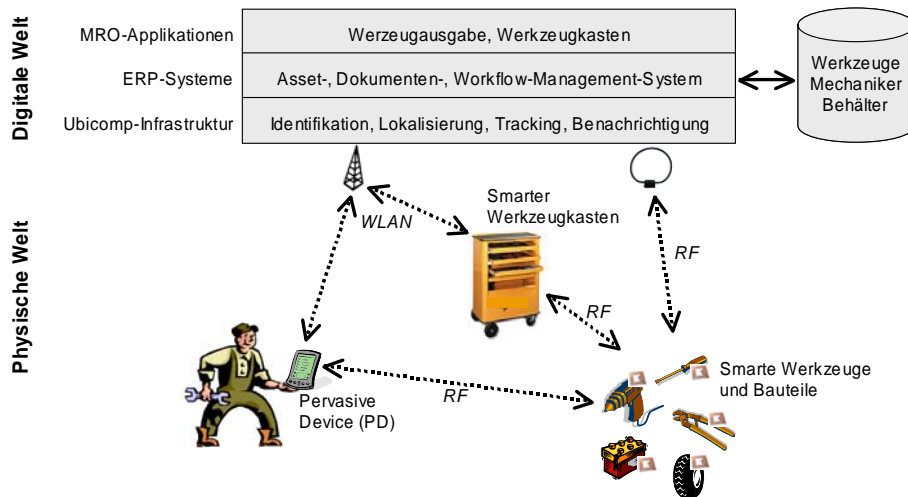 Digitale Welt
MRO-Applikationen
Werzeugausgabe, Werkzeugkasten
ERP-Systeme
Asset-, Dokumenten-, Workflow-Management-System
Ubicomp-Infrastruktur
Identifikation, Lokalisierung, Tracking, Benachrichtigung
Werkzeuge
Mechaniker
Behälter
Physische Welt
WLAN
Smarter
Werkzeugkasten
RF
RF
RF
Pervasive
Device (PD)
Smarte Werkzeuge
und Bauteile